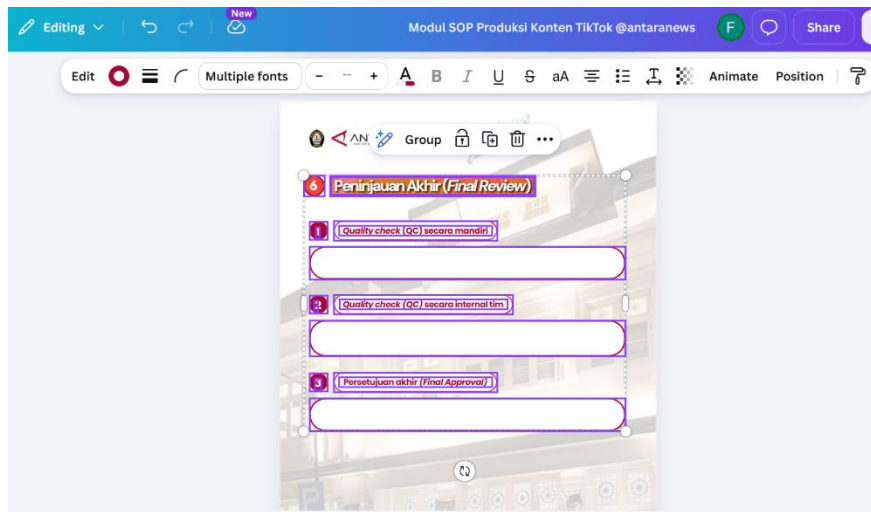 Editing
New
Modul SOP Produksi Konten TikTok @antaranews
F
Share
Edit
Multiple fonts
- -- +
A B I U S aA
Animate
Position
AN
Group
6 Peninjauan Akhir (Final Review)
1 Quality check (QC) secara mandiri
2 Quality check (QC) secara internal tim
3 Persetujuan akhir (Final Approval)